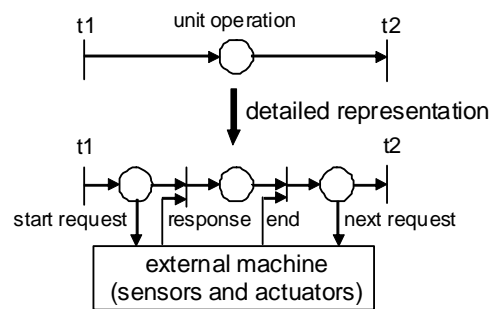 unit operation
t1 t2
detailed representation
t1 t2
start request response end next request
external machine
(sensors and actuators)